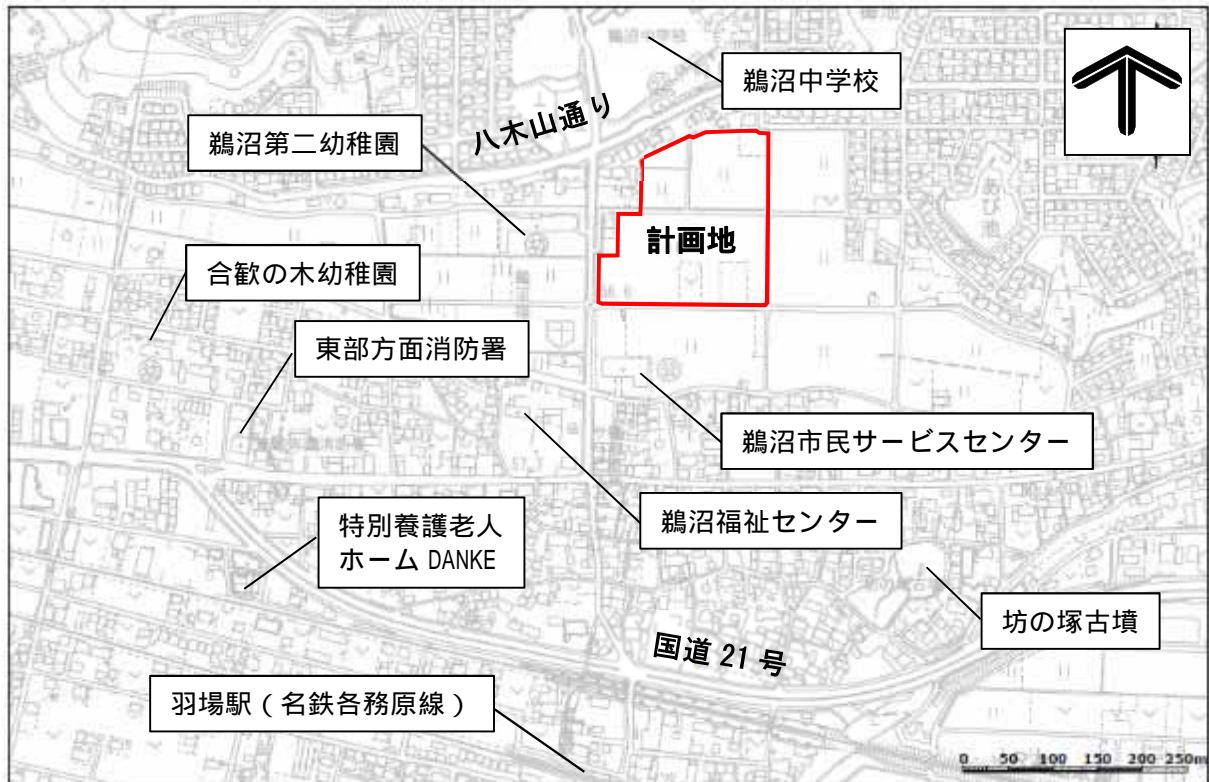 鵜沼中学校
八木山通り
鵜沼第二幼稚園
計画地
合歓の木幼稚園
東部方面消防署
鵜沼市民サービスセンター
鵜沼福祉センター
特別養護老人
ホーム DANKE
坊の塚古墳
国道 21 号
羽場駅（名鉄各務原線）
0 50 100 150 200 250m